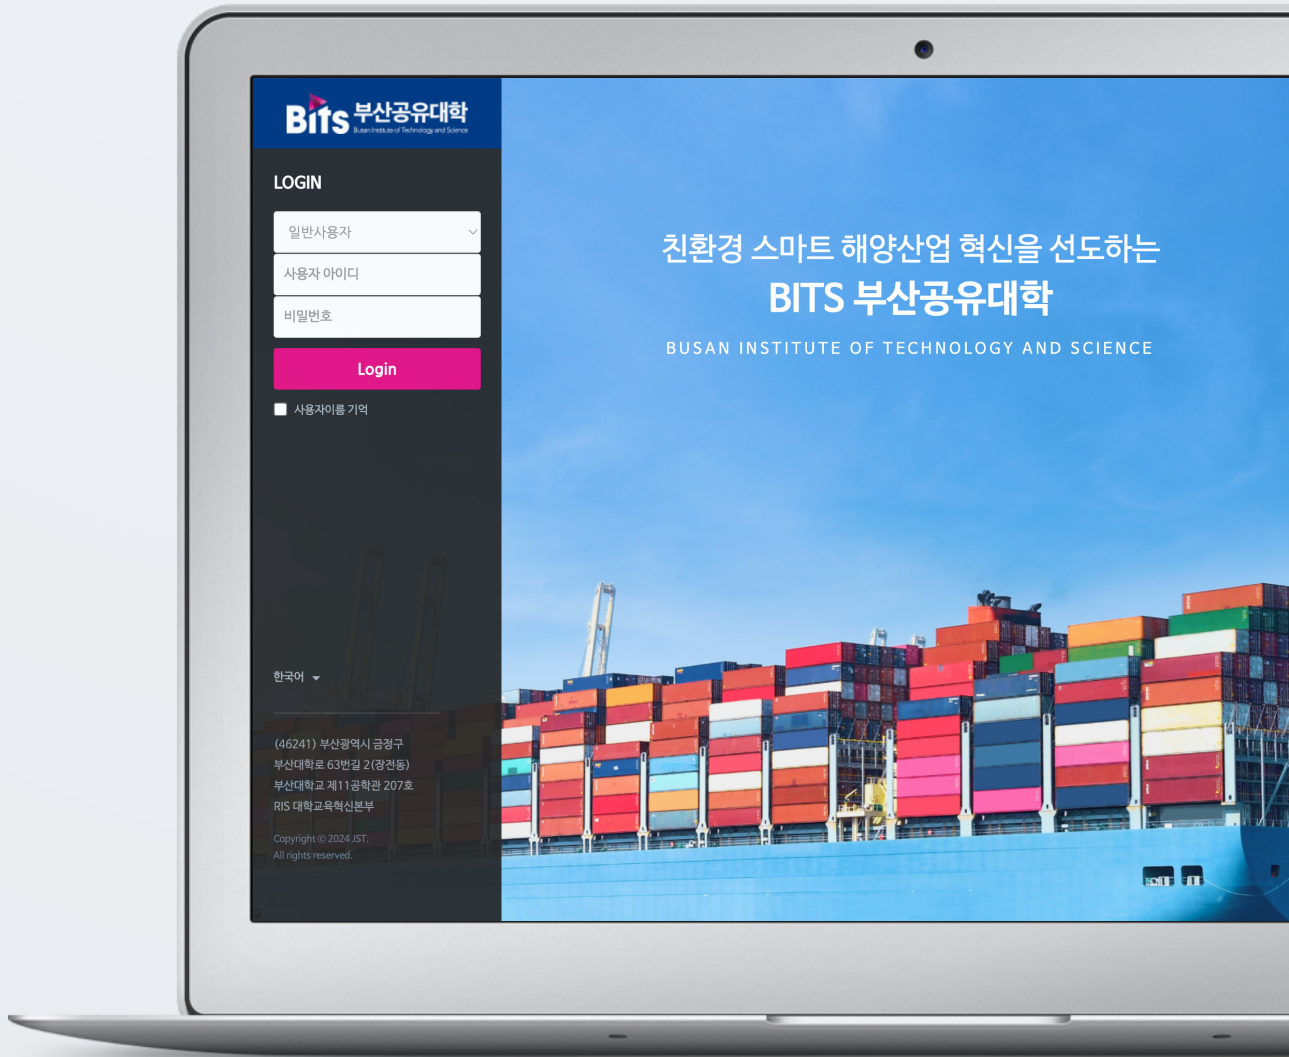 Bits 부산공유대학
Busan Institute of Technology and Science
LOGIN
일반사용자
사용자 아이디
비밀번호
Login
사용자이름 기억
한국어
(46241) 부산광역시 금정구
부산대학로 63번길 2(장전동)
부산대학교 제11공학관 207호
RIS 대학교육혁신본부
Copyright © 2024 JST.
All rights reserved.
친환경 스마트 해양산업 혁신을 선도하는
BITS 부산공유대학
BUSAN INSTITUTE OF TECHNOLOGY AND SCIENCE